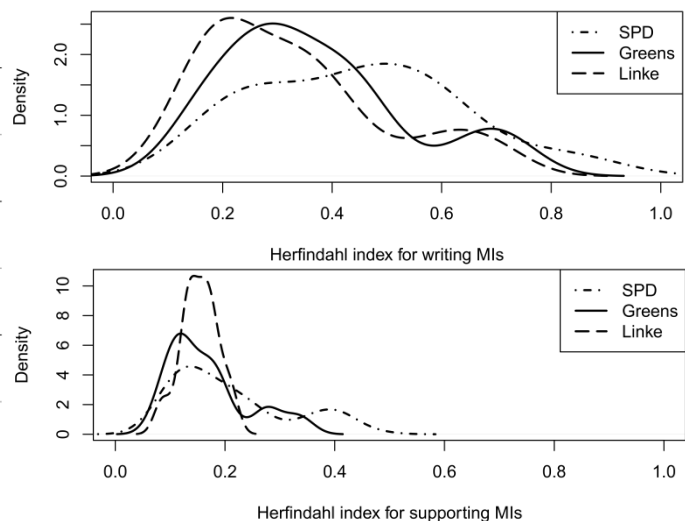 Density
0.0 1.0 2.0
SPD
Greens
Linke
0.0 0.2 0.4 0.6 0.8 1.0
Herfindahl index for writing MIs
Density
0 2 4 6 8 10
SPD
Greens
Linke
0.0 0.2 0.4 0.6 0.8 1.0
Herfindahl index for supporting MIs